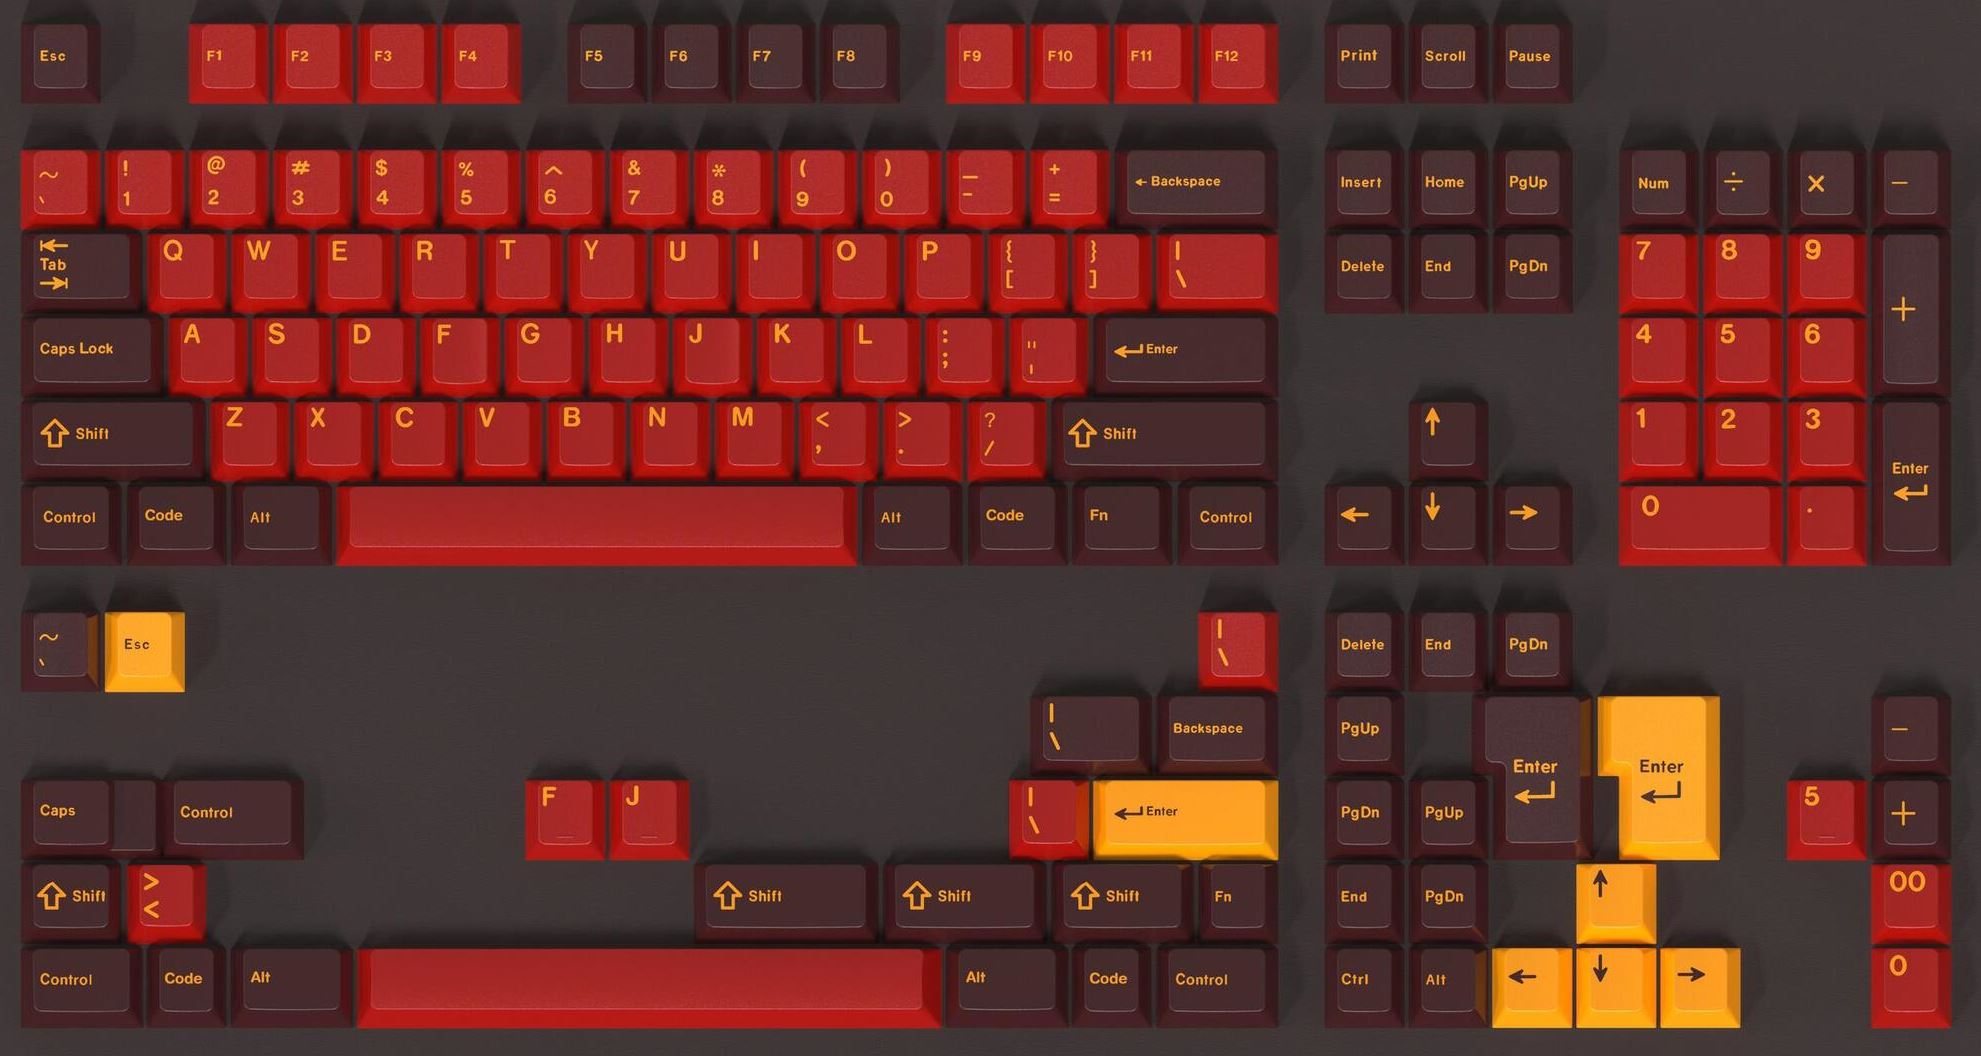 Esc F1 F2 F3 F4 F5 F6 F7 F8 F9 F10 F11 F12 Print Scroll Pause
~ ! @ # $ % ^ & * ( ) _ +
` 1 2 3 4 5 6 7 8 9 0 - = ← Backspace Insert Home PgUp Num ÷ × −
Tab Q W E R T Y U I O P { } | 7 8 9
[ ] \ Delete End PgDn +
Caps Lock A S D F G H J K L : " ← Enter 4 5 6
; '
⇧ Shift Z X C V B N M < > ? ⇧ Shift ↑ 1 2 3
, . / Enter
Control Code Alt Alt Code Fn Control ← ↓ → 0 .
~ Esc | Delete End PgDn
` \
| Backspace PgUp −
\ Enter Enter
Caps Control F J | ← Enter PgDn PgUp 5 +
_ _ \ _
⇧ Shift > ⇧ Shift ⇧ Shift ⇧ Shift Fn End PgDn ↑ 00
<
Control Code Alt Alt Code Control Ctrl Alt ← ↓ → 0